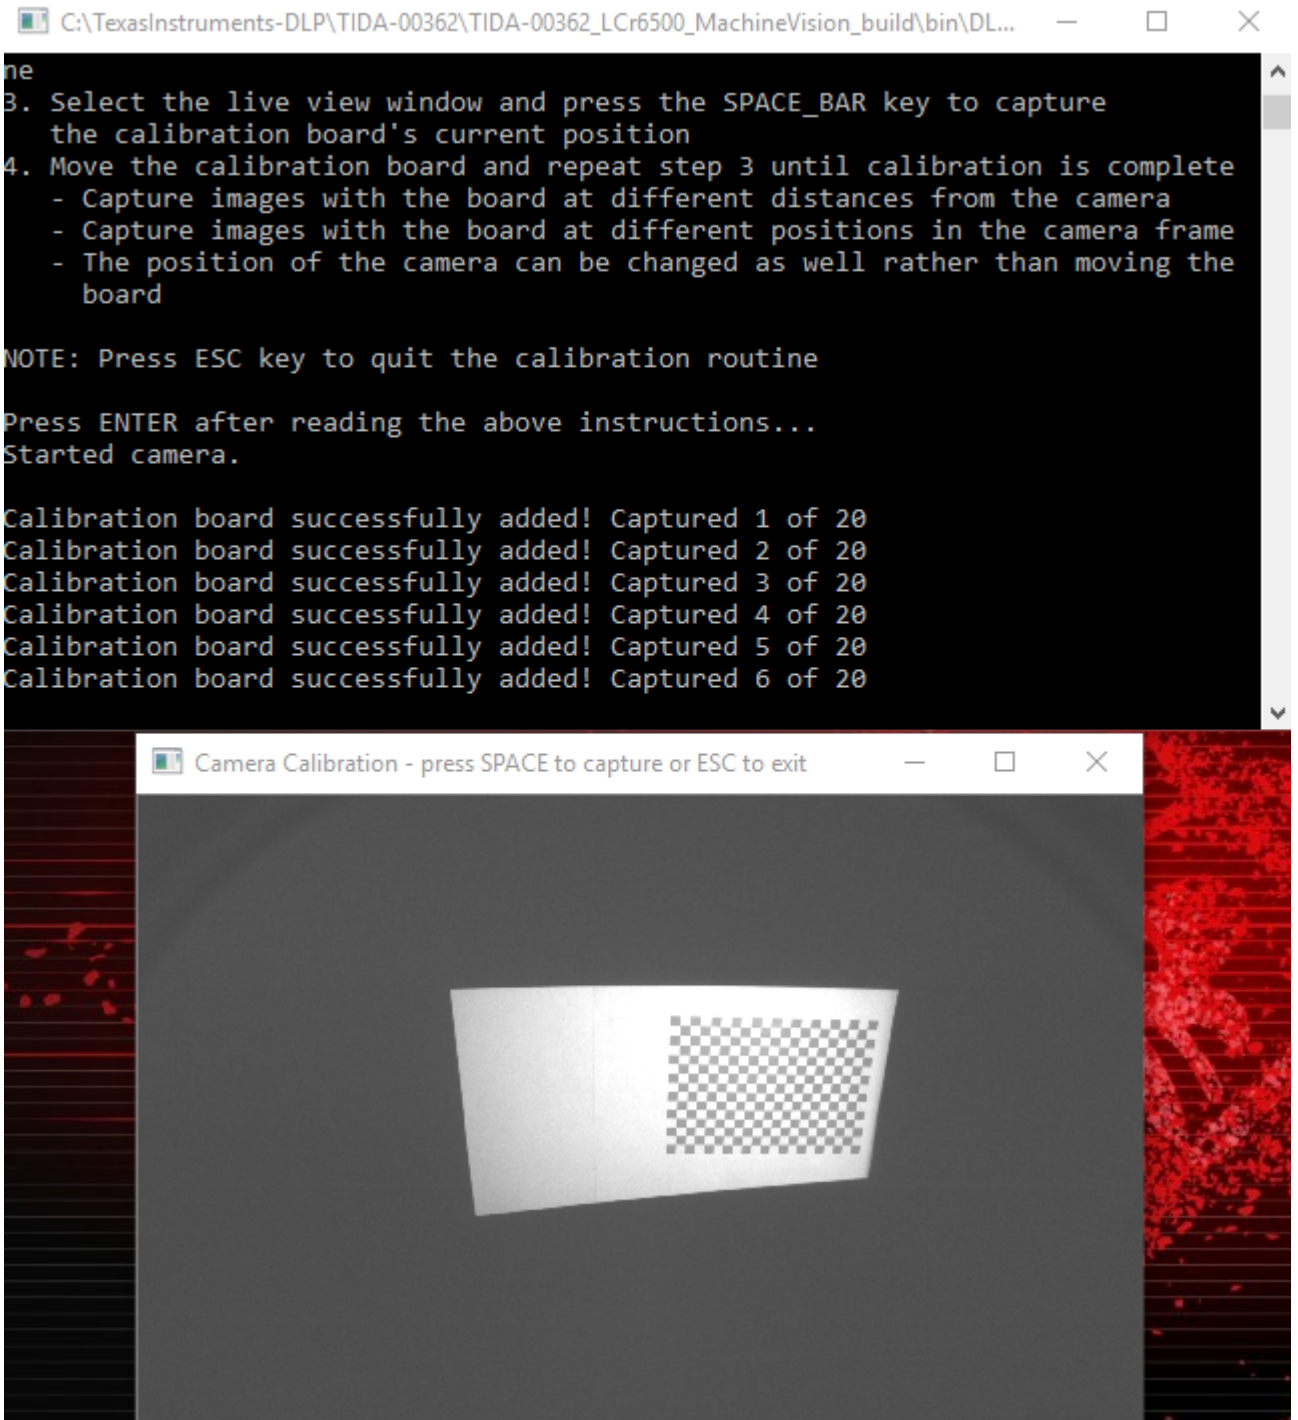 C:\TexasInstruments-DLP\TIDA-00362\TIDA-00362_LCr6500_MachineVision_build\bin\DL...
ne
3. Select the live view window and press the SPACE_BAR key to capture
the calibration board's current position
4. Move the calibration board and repeat step 3 until calibration is complete
- Capture images with the board at different distances from the camera
- Capture images with the board at different positions in the camera frame
- The position of the camera can be changed as well rather than moving the
board
NOTE: Press ESC key to quit the calibration routine
Press ENTER after reading the above instructions...
Started camera.
Calibration board successfully added! Captured 1 of 20
Calibration board successfully added! Captured 2 of 20
Calibration board successfully added! Captured 3 of 20
Calibration board successfully added! Captured 4 of 20
Calibration board successfully added! Captured 5 of 20
Calibration board successfully added! Captured 6 of 20
Camera Calibration - press SPACE to capture or ESC to exit